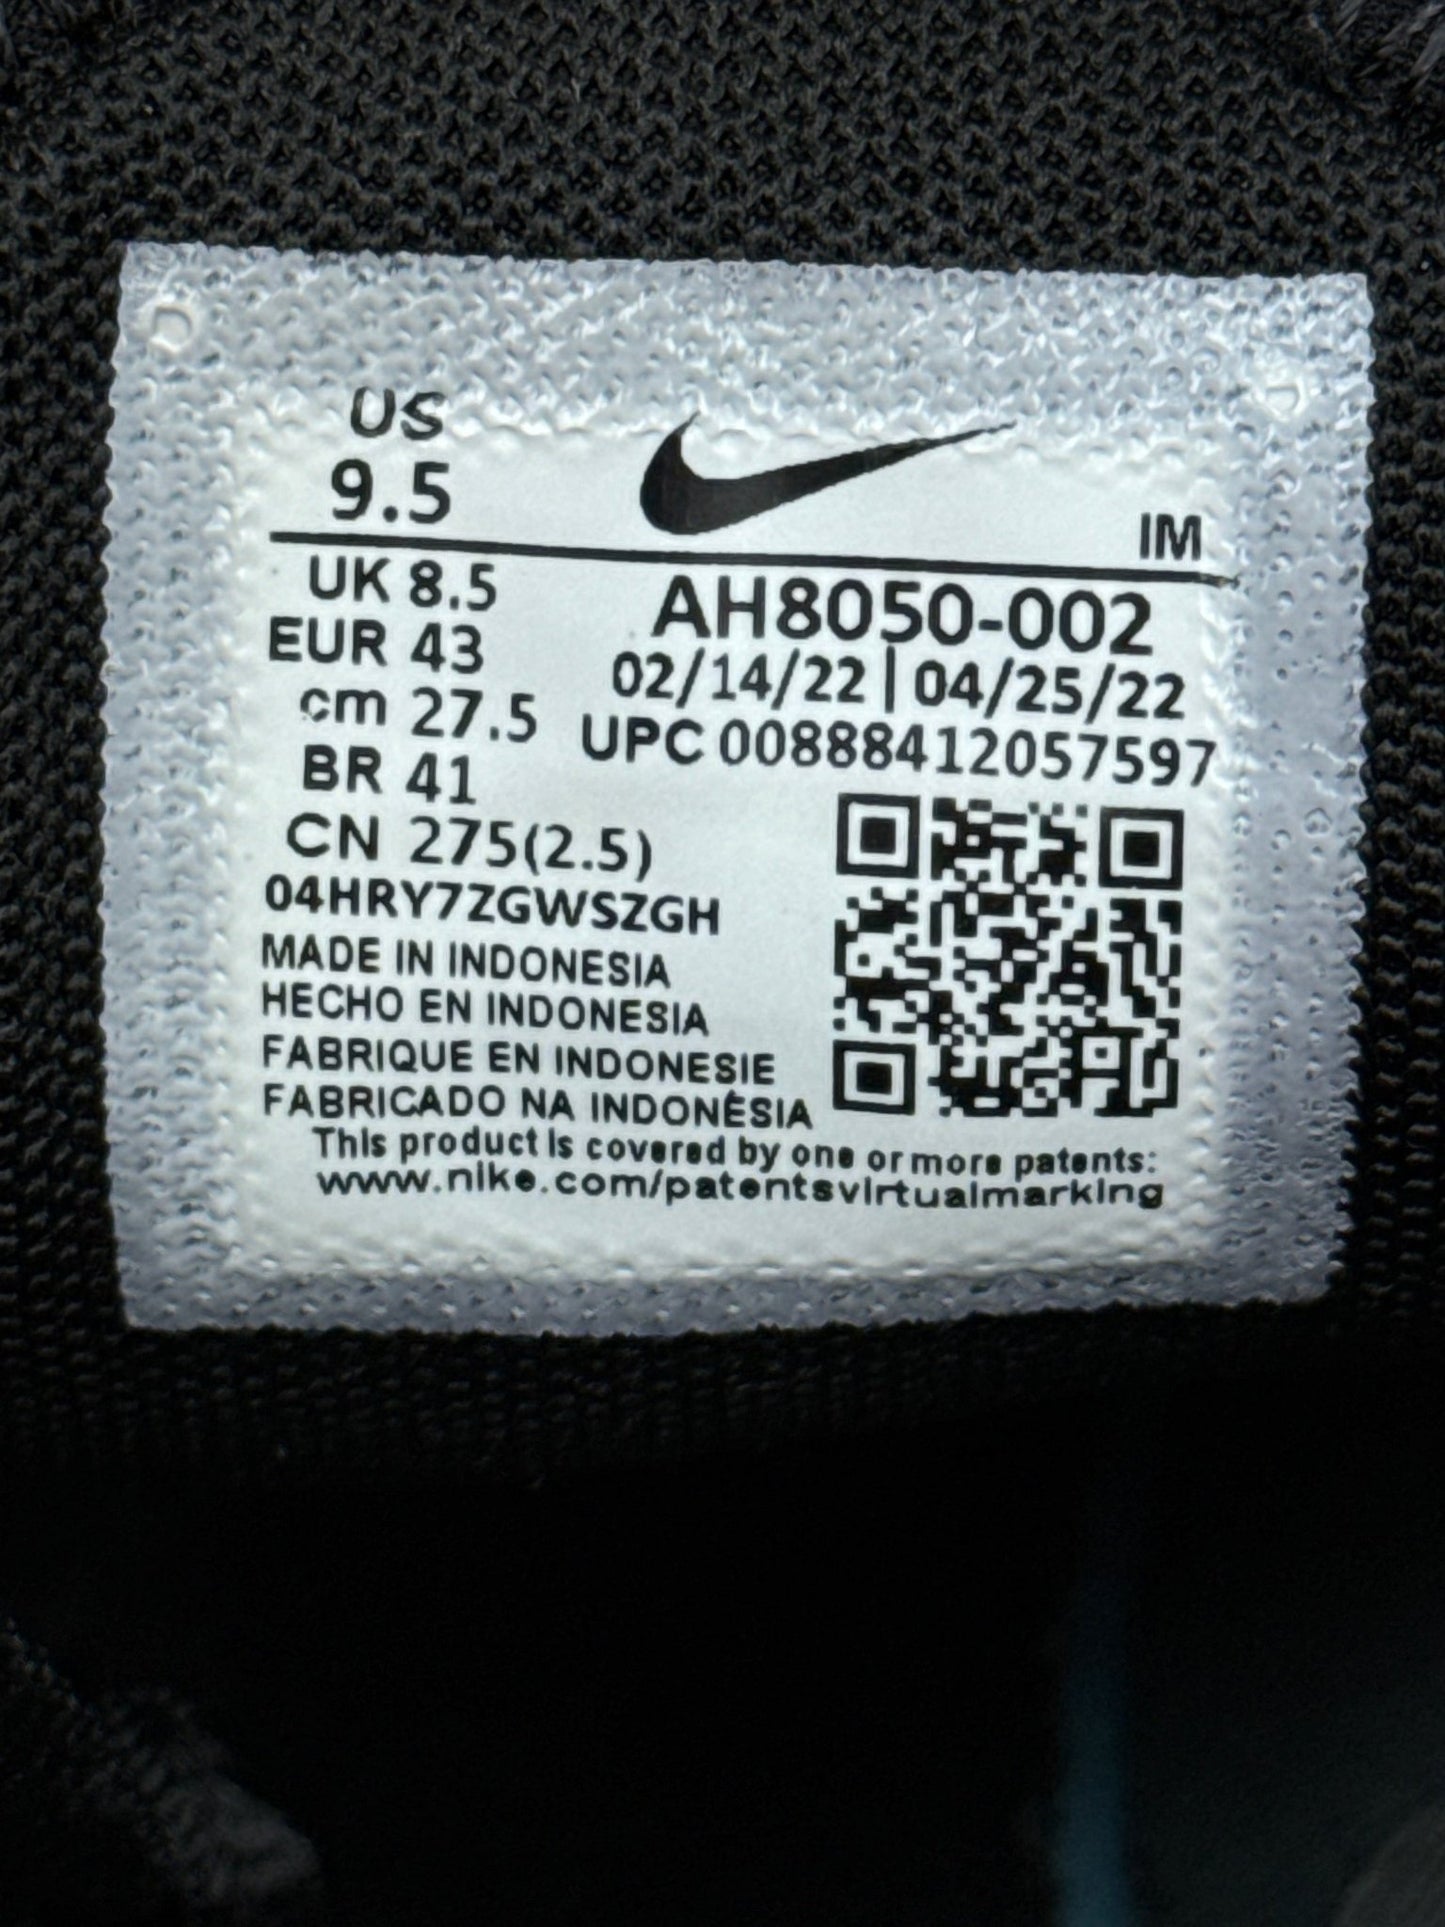 US
9.5
IM
UK 8.5
EUR 43
cm 27.5
BR 41
CN 275(2.5)
AH8050-002
02/14/22 | 04/25/22
UPC 00888412057597
04HRY7ZGWSZGH
MADE IN INDONESIA
HECHO EN INDONESIA
FABRIQUE EN INDONESIE
FABRICADO NA INDONÉSIA
This product is covered by one or more patents:
www.nike.com/patentsvirtualmarking